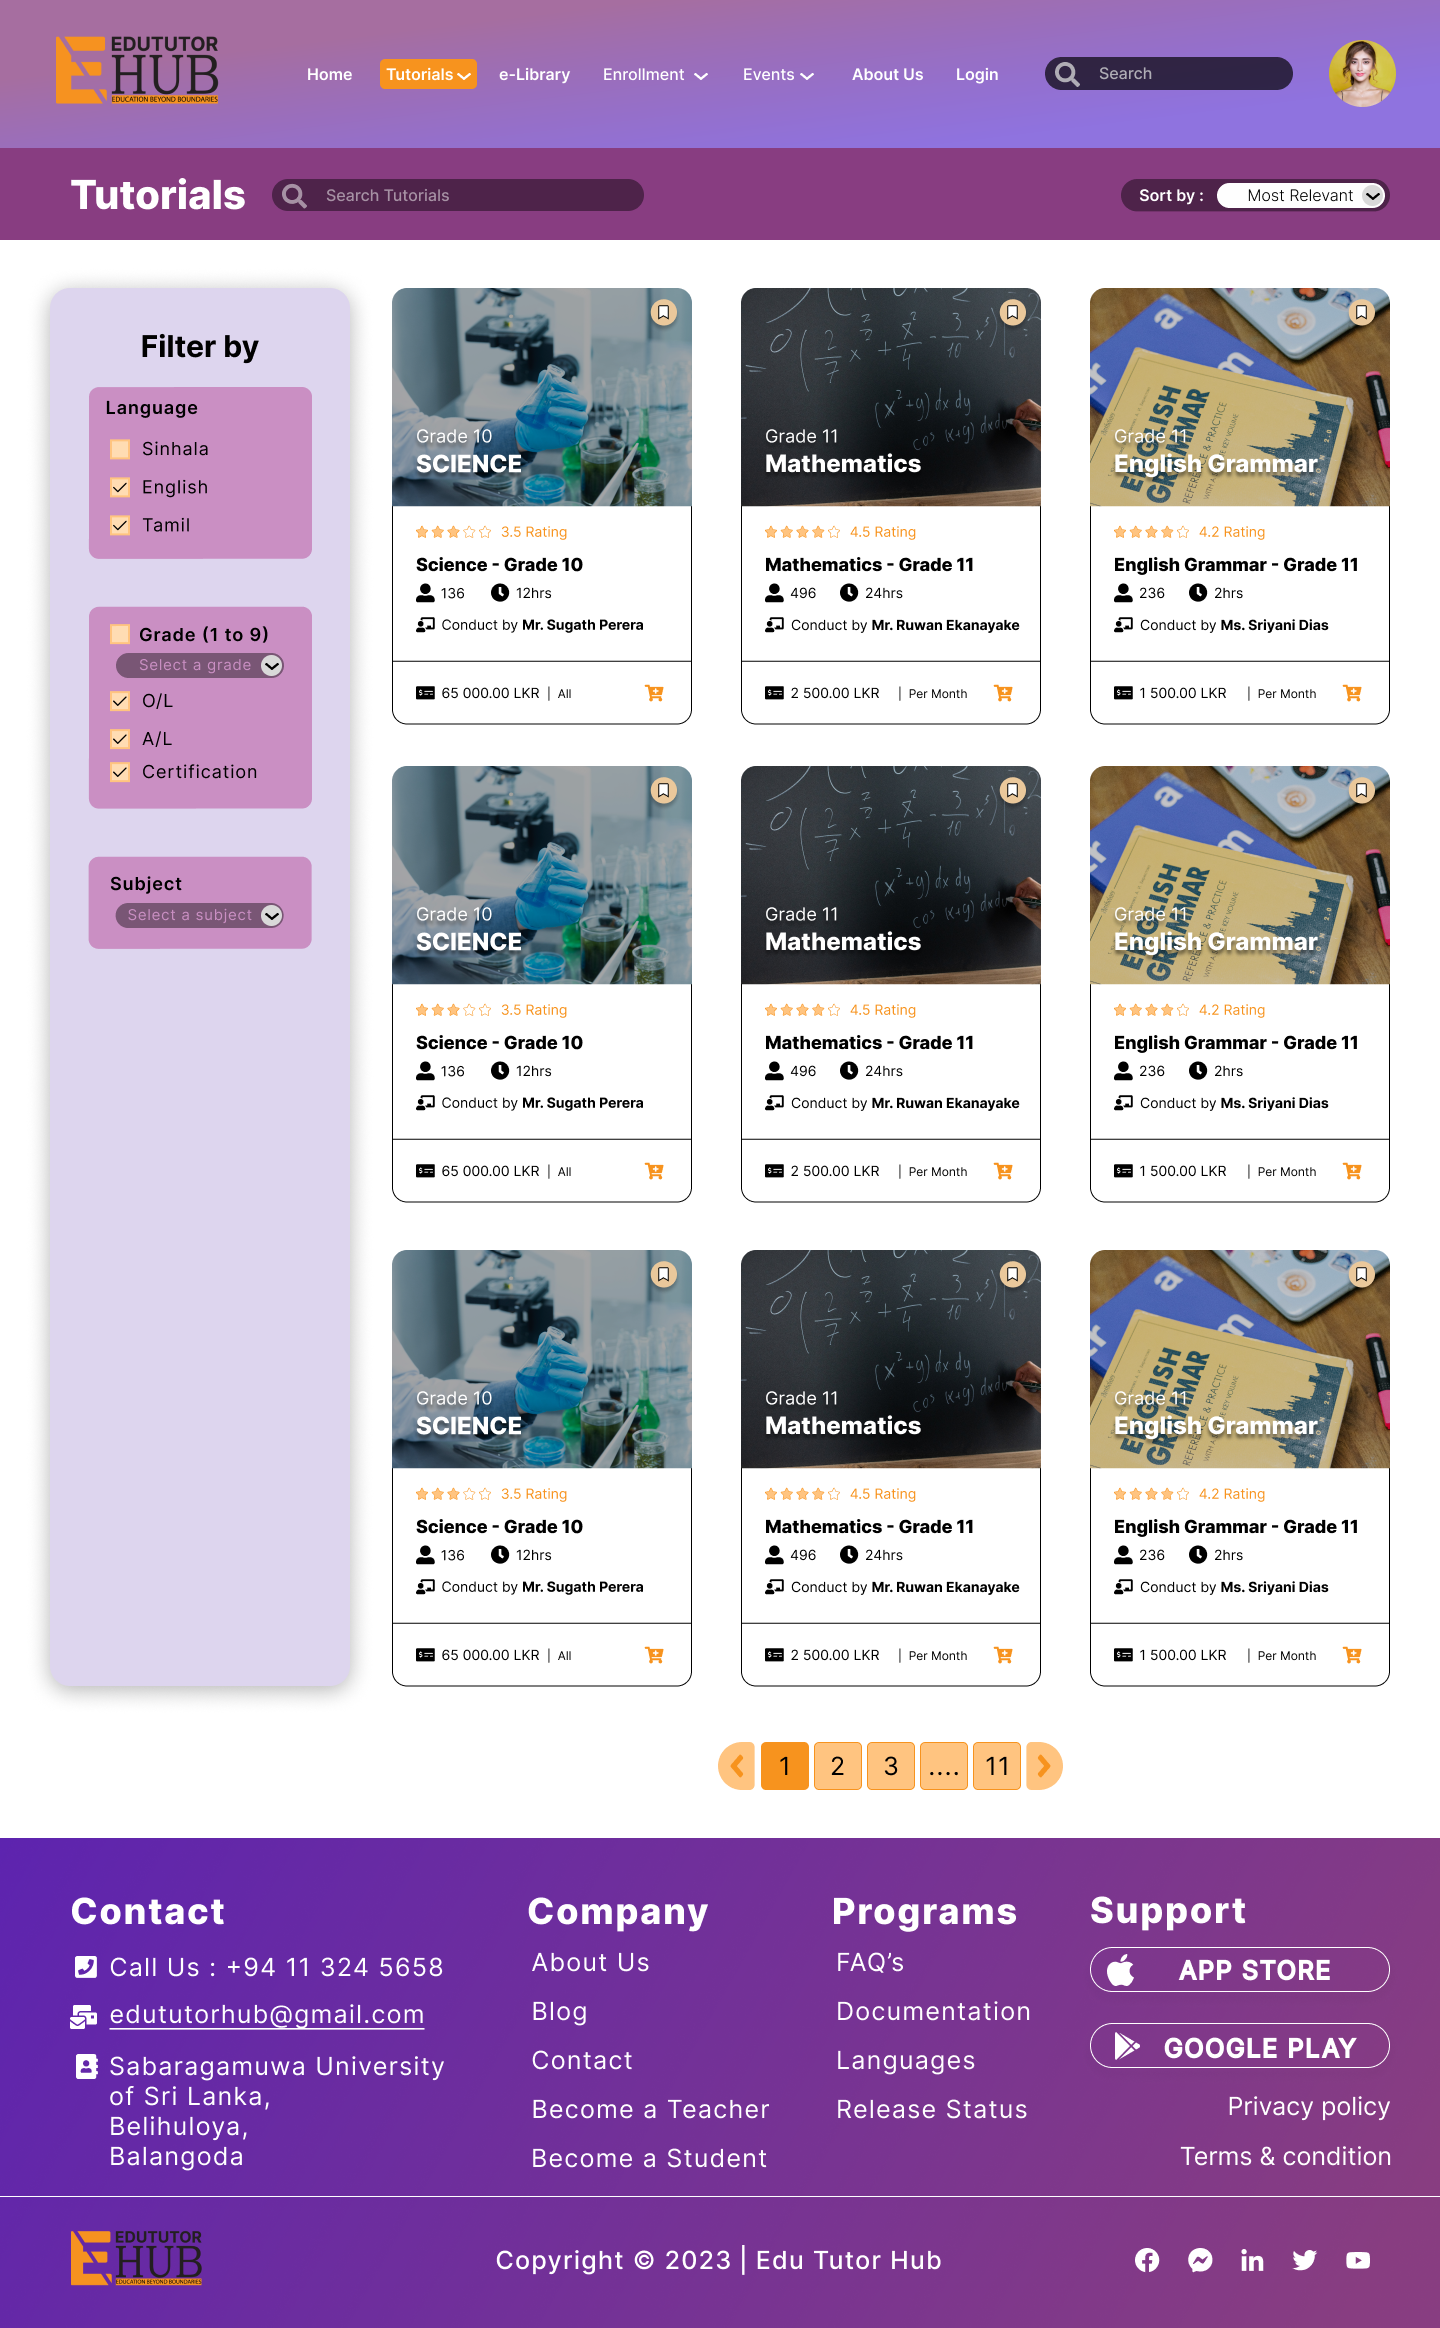 EDUTUTOR
HUB
EDUCATION BEYOND BOUNDARIES
Home
Tutorials
e-Library
Enrollment
Events
About Us
Login
Search
Tutorials
Search Tutorials
Sort by :
Most Relevant
Filter by
Language
Sinhala
English
Tamil
Grade (1 to 9)
Select a grade
O/L
A/L
Certification
Subject
Select a subject
Grade 10
SCIENCE
3.5 Rating
Science - Grade 10
136 12hrs
Conduct by Mr. Sugath Perera
65 000.00 LKR | All
Grade 11
Mathematics
4.5 Rating
Mathematics - Grade 11
496 24hrs
Conduct by Mr. Ruwan Ekanayake
2 500.00 LKR | Per Month
ENGLISH
GRAMMAR
REFERENCE & PRACTICE
Grade 11
English Grammar
4.2 Rating
English Grammar - Grade 11
236 2hrs
Conduct by Ms. Sriyani Dias
1 500.00 LKR | Per Month
Grade 10
SCIENCE
3.5 Rating
Science - Grade 10
136 12hrs
Conduct by Mr. Sugath Perera
65 000.00 LKR | All
Grade 11
Mathematics
4.5 Rating
Mathematics - Grade 11
496 24hrs
Conduct by Mr. Ruwan Ekanayake
2 500.00 LKR | Per Month
ENGLISH
GRAMMAR
REFERENCE & PRACTICE
Grade 11
English Grammar
4.2 Rating
English Grammar - Grade 11
236 2hrs
Conduct by Ms. Sriyani Dias
1 500.00 LKR | Per Month
Grade 10
SCIENCE
3.5 Rating
Science - Grade 10
136 12hrs
Conduct by Mr. Sugath Perera
65 000.00 LKR | All
Grade 11
Mathematics
4.5 Rating
Mathematics - Grade 11
496 24hrs
Conduct by Mr. Ruwan Ekanayake
2 500.00 LKR | Per Month
ENGLISH
GRAMMAR
REFERENCE & PRACTICE
Grade 11
English Grammar
4.2 Rating
English Grammar - Grade 11
236 2hrs
Conduct by Ms. Sriyani Dias
1 500.00 LKR | Per Month
1 2 3 .... 11
Contact
Call Us : +94 11 324 5658
edututorhub@gmail.com
Sabaragamuwa University
of Sri Lanka,
Belihuloya,
Balangoda
Company
About Us
Blog
Contact
Become a Teacher
Become a Student
Programs
FAQ’s
Documentation
Languages
Release Status
Support
APP STORE
GOOGLE PLAY
Privacy policy
Terms & condition
EDUTUTOR
HUB
EDUCATION BEYOND BOUNDARIES
Copyright © 2023 | Edu Tutor Hub